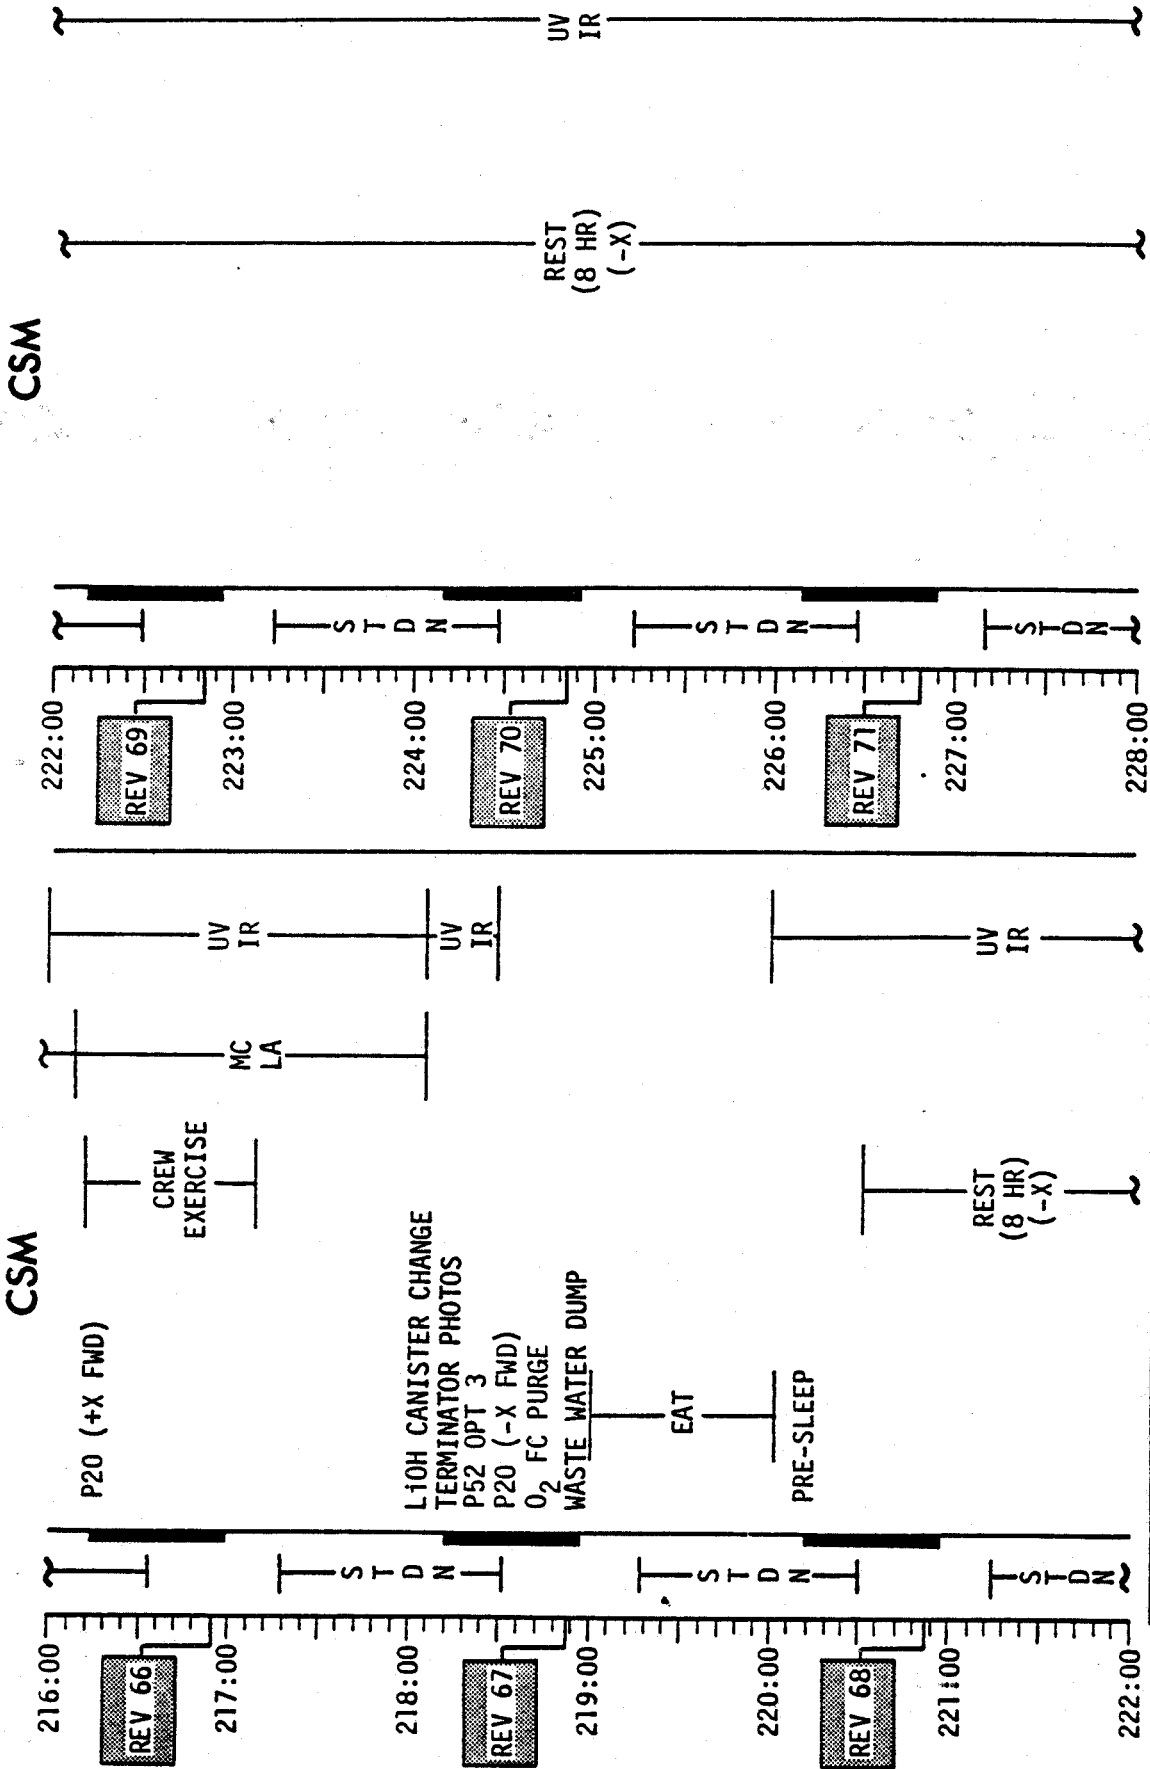 CSM
216:00
REV 66
217:00
218:00
REV 67
219:00
220:00
REV 68
221:00
222:00
STDN
STDN
STDN
P20 (+X FWD)
LiOH CANISTER CHANGE
TERMINATOR PHOTOS
P52 OPT 3
P20 (-X FWD)
O2 FC PURGE
WASTE WATER DUMP
EAT
PRE-SLEEP
CREW
EXERCISE
REST
(8 HR)
(-X)
MC
LA
UV
IR
UV
IR
UV
IR
CSM
222:00
REV 69
223:00
224:00
REV 70
225:00
226:00
REV 71
227:00
228:00
STDN
STDN
STDN
REST
(8 HR)
(-X)
UV
IR